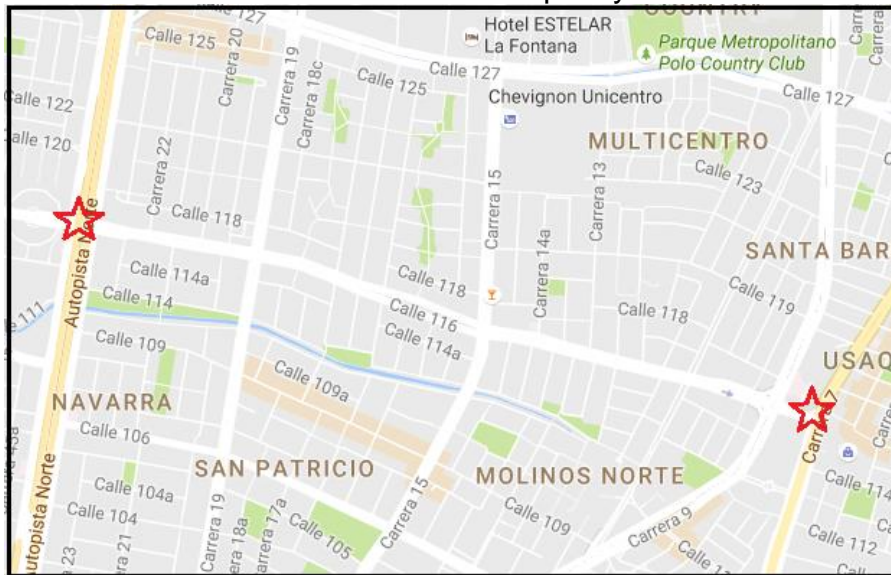 Calle 127
Calle 125
Carrera 20
Carrera 19
Carrera 18c
Calle 125
Calle 127
Hotel ESTELAR
La Fontana
COUNTRY
Parque Metropolitano
Polo Country Club
Calle 127
Chevignon Unicentro
MULTICENTRO
Calle 122
Calle 120
Carrera 22
Calle 118
Autopista Norte
Carrera 15
Carrera 13
Calle 123
Carrera 14a
SANTA BAR
Calle 114a
Calle 114
Calle 118
Calle 116
Calle 114a
Calle 118
Calle 119
Calle 109
USAQ
NAVARRA
Calle 109a
Calle 106
SAN PATRICIO
MOLINOS NORTE
Carrera 7
Calle 104a
Calle 104
Carrera 19
Carrera 18a
Carrera 17a
Calle 105
Carrera 15
Calle 109
Carrera 9
Calle 114
Calle 112
Autopista Norte